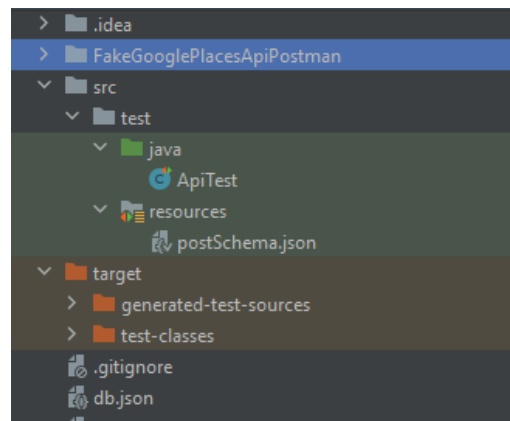 .idea
FakeGooglePlacesApiPostman
src
test
java
ApiTest
resources
postSchema.json
target
generated-test-sources
test-classes
.gitignore
db.json